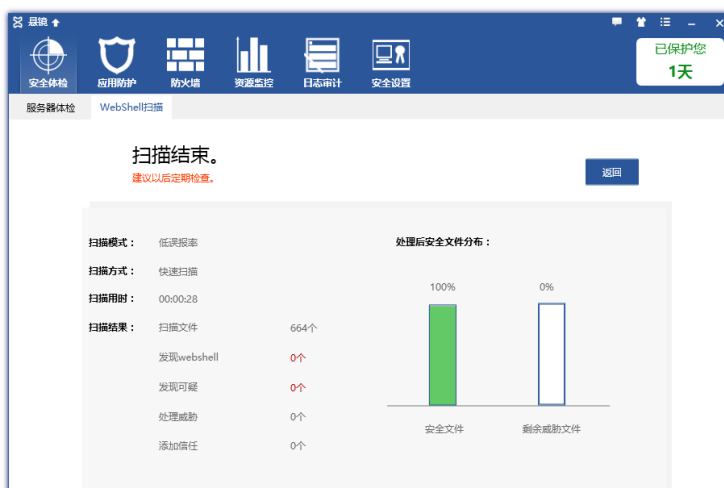 悬镜
已保护您
1天
安全体检 应用防护 防火墙 资源监控 日志审计 安全设置
服务器体检 WebShell扫描
扫描结束。
建议以后定期检查。
返回
扫描模式： 低误报率
处理后安全文件分布：
扫描方式： 快速扫描
100% 0%
扫描用时： 00:00:28
扫描结果： 扫描文件 664个
发现webshell 0个
发现可疑 0个
处理威胁 0个
安全文件 剩余威胁文件
添加信任 0个